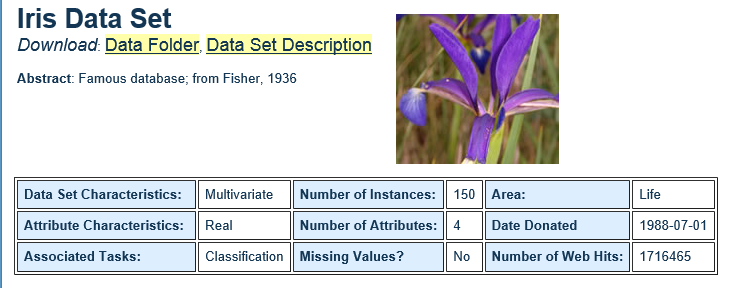 Iris Data Set
Download: Data Folder, Data Set Description
Abstract: Famous database; from Fisher, 1936
Data Set Characteristics: Multivariate Number of Instances: 150 Area: Life
Attribute Characteristics: Real Number of Attributes: 4 Date Donated 1988-07-01
Associated Tasks: Classification Missing Values? No Number of Web Hits: 1716465